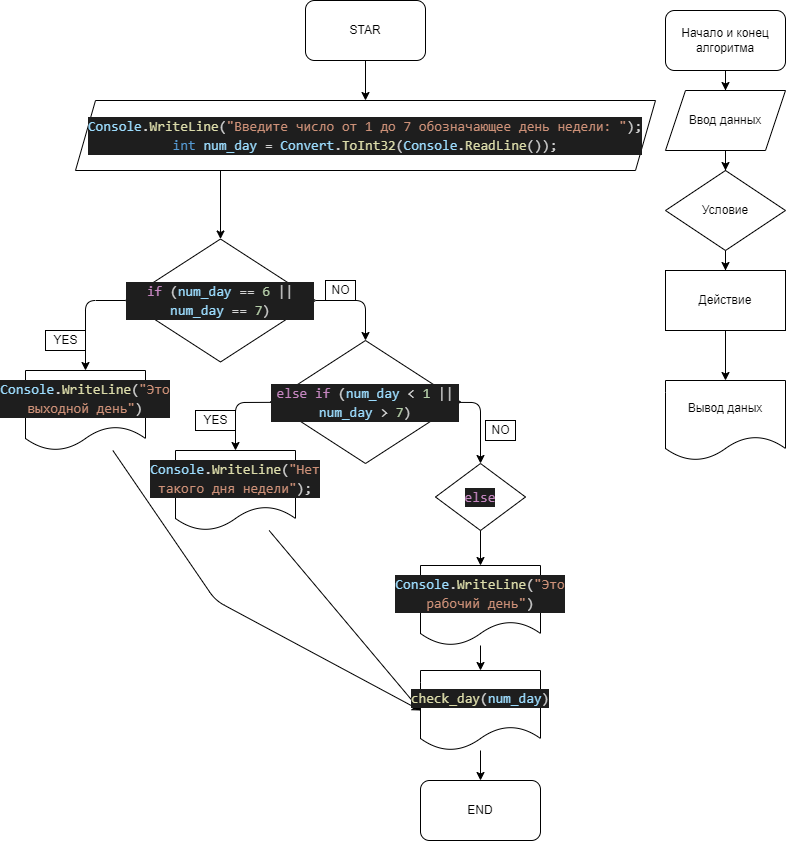 STAR
Console.WriteLine("Введите число от 1 до 7 обозначающее день недели: ");
int num_day = Convert.ToInt32(Console.ReadLine());
if (num_day == 6 ||
num_day == 7)
YES
NO
Console.WriteLine("Это
выходной день")
else if (num_day < 1 ||
num_day > 7)
YES
NO
Console.WriteLine("Нет
такого дня недели");
else
Console.WriteLine("Это
рабочий день")
check_day(num_day)
END
Начало и конец
алгоритма
Ввод данных
Условие
Действие
Вывод даных